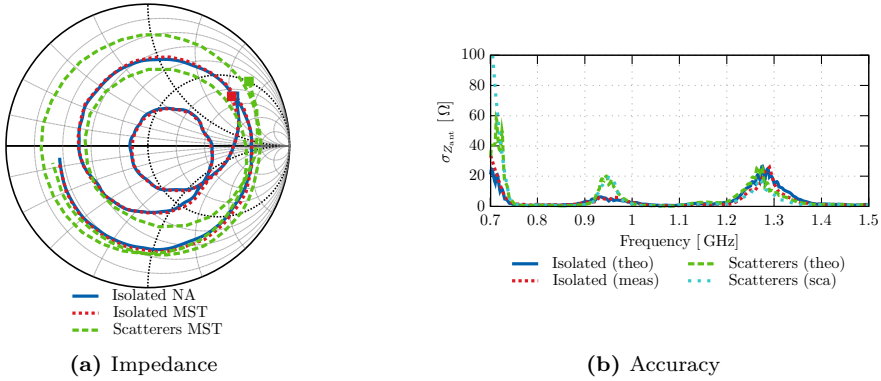 Isolated NA
Isolated MST
Scatterers MST
(a) Impedance
100
80
60
40
20
0
σ_{Z_ant} [ Ω]
0.7 0.8 0.9 1 1.1 1.2 1.3 1.4 1.5
Frequency [ GHz]
Isolated (theo) Scatterers (theo)
Isolated (meas) Scatterers (sca)
(b) Accuracy